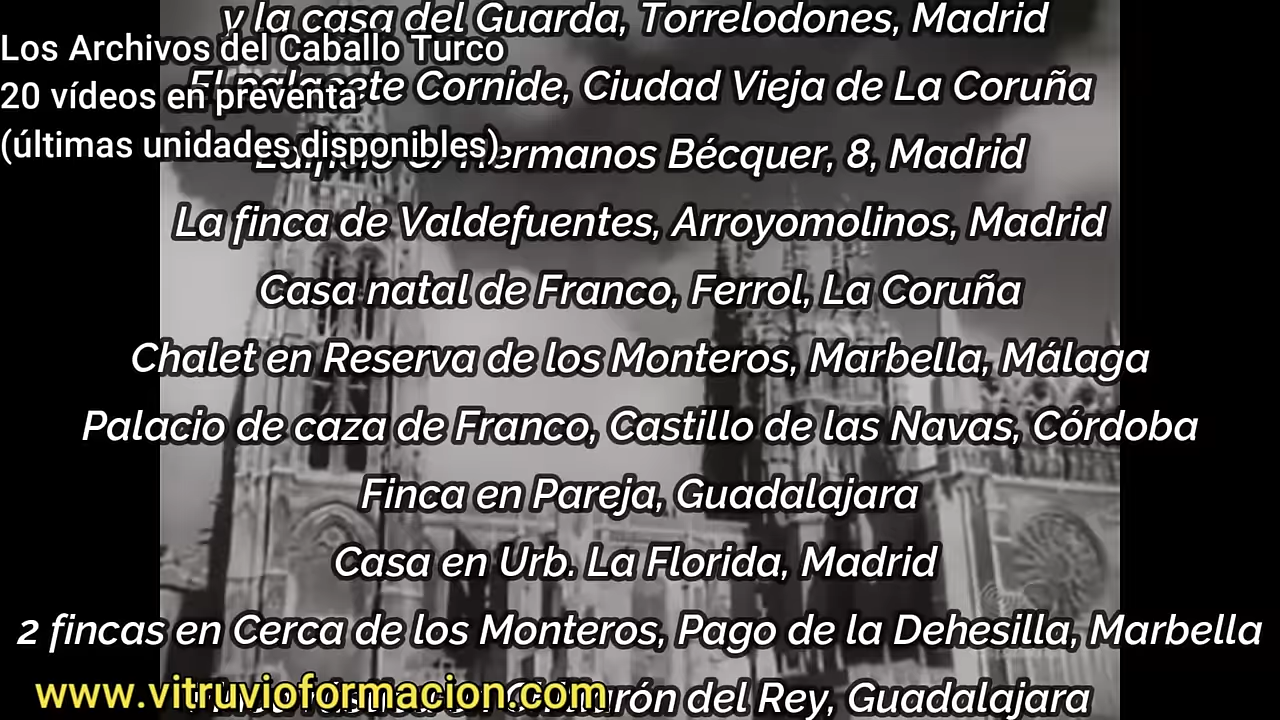 y la casa del Guarda, Torrelodones, Madrid
Los Archivos del Caballo Turco
20 vídeos en preventa
(últimas unidades disponibles)
Cornide, Ciudad Vieja de La Coruña
Hermanos Bécquer, 8, Madrid
La finca de Valdefuentes, Arroyomolinos, Madrid
Casa natal de Franco, Ferrol, La Coruña
Chalet en Reserva de los Monteros, Marbella, Málaga
Palacio de caza de Franco, Castillo de las Navas, Córdoba
Finca en Pareja, Guadalajara
Casa en Urb. La Florida, Madrid
2 fincas en Cerca de los Monteros, Pago de la Dehesilla, Marbella
www.vitruvioformacion.com
del Rey, Guadalajara